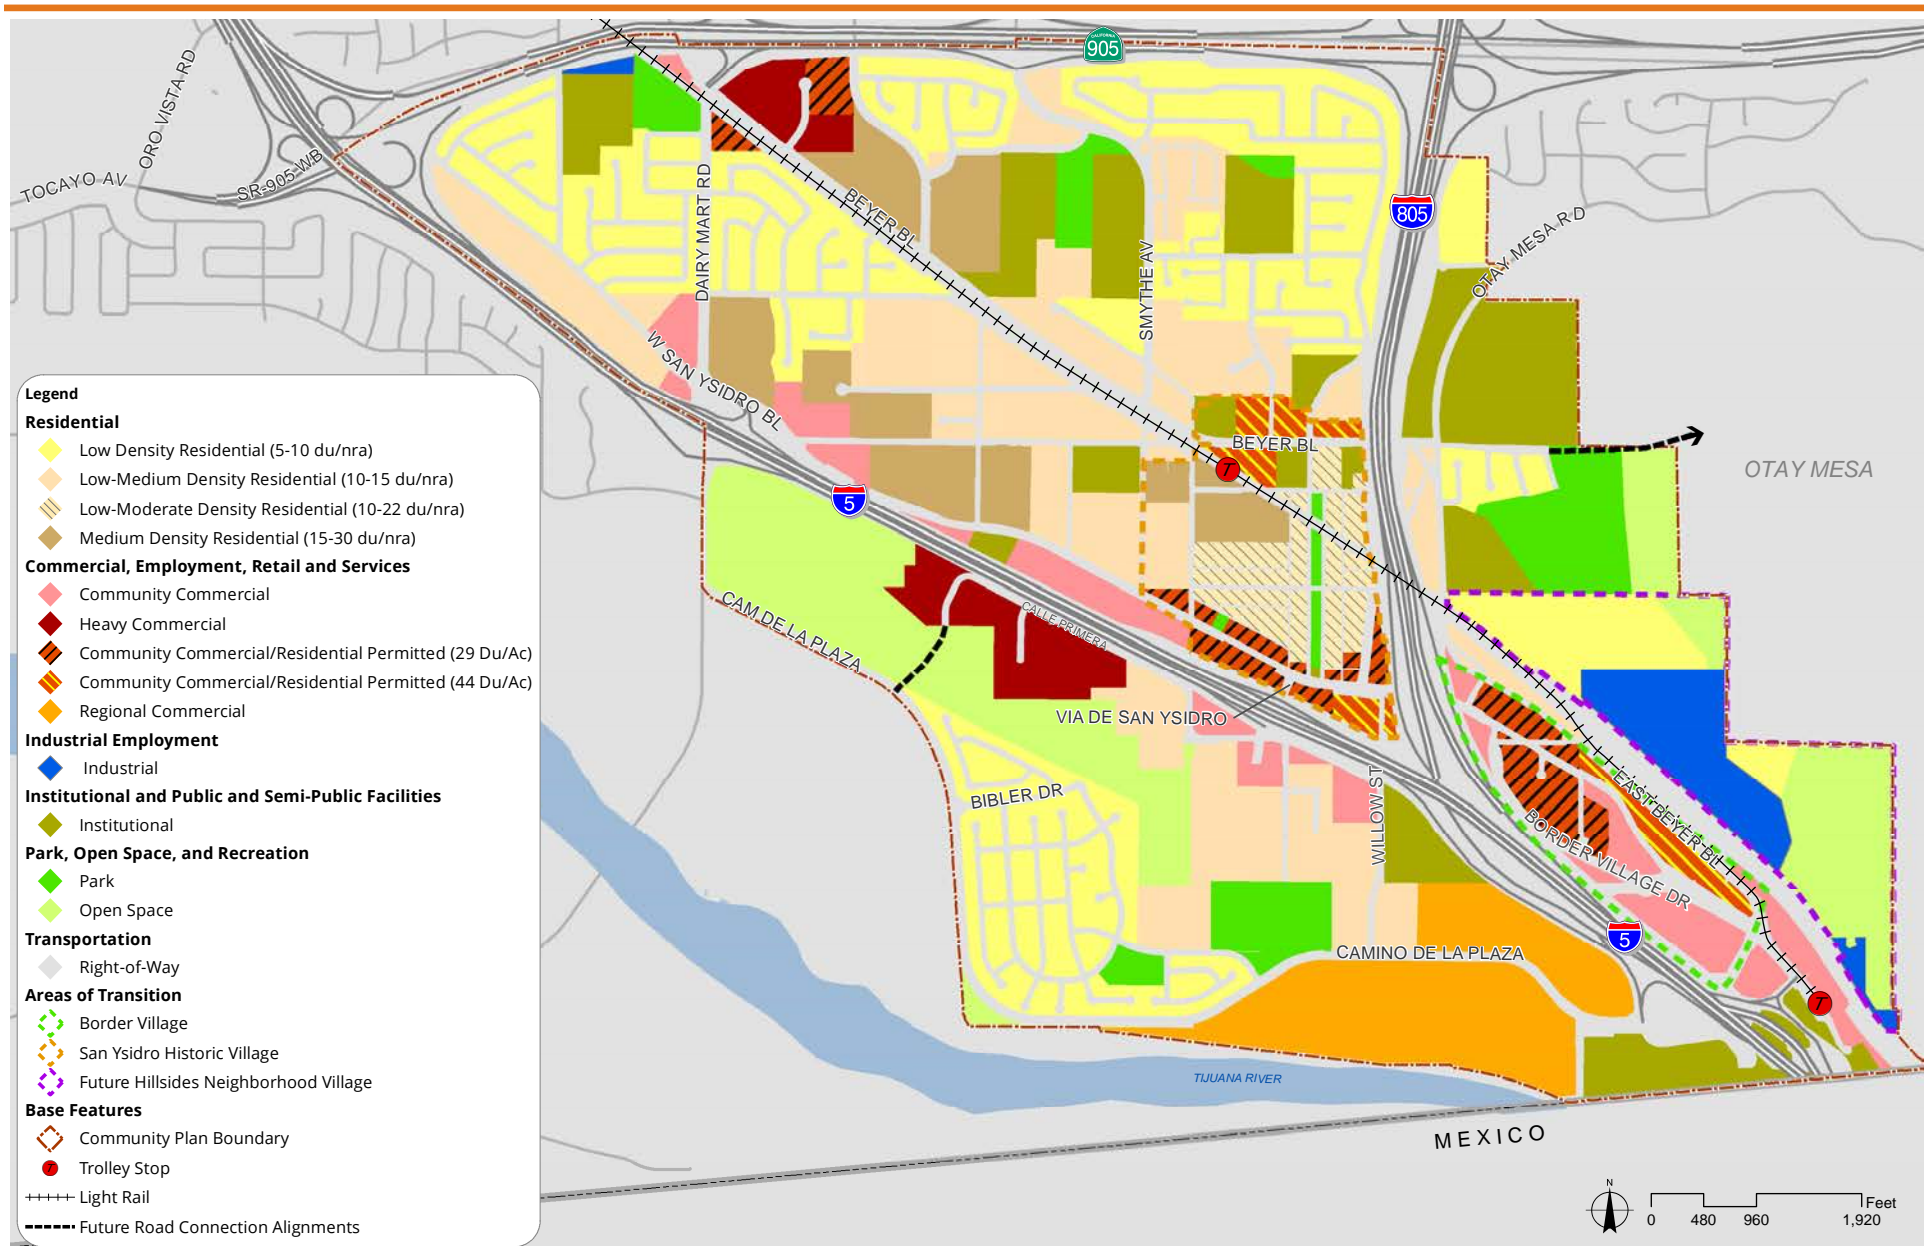 CALIFORNIA
905
ORO VISTA RD
TOCAYO AV
SR-905 WB
DAIRY MART RD
BEYER BL
SMYTHE AV
805
OTAY MESA RD
W SAN YSIDRO BL
BEYER BL
T
OTAY MESA
5
CAM DE LA PLAZA
CALLE PRIMERA
VIA DE SAN YSIDRO
BIBLER DR
WILLOW ST
EAST BEYER BL
BORDER VILLAGE DR
5
CAMINO DE LA PLAZA
T
TIJUANA RIVER
MEXICO
Legend
Residential
Low Density Residential (5-10 du/nra)
Low-Medium Density Residential (10-15 du/nra)
Low-Moderate Density Residential (10-22 du/nra)
Medium Density Residential (15-30 du/nra)
Commercial, Employment, Retail and Services
Community Commercial
Heavy Commercial
Community Commercial/Residential Permitted (29 Du/Ac)
Community Commercial/Residential Permitted (44 Du/Ac)
Regional Commercial
Industrial Employment
Industrial
Institutional and Public and Semi-Public Facilities
Institutional
Park, Open Space, and Recreation
Park
Open Space
Transportation
Right-of-Way
Areas of Transition
Border Village
San Ysidro Historic Village
Future Hillsides Neighborhood Village
Base Features
Community Plan Boundary
T Trolley Stop
Light Rail
Future Road Connection Alignments
N
Feet
0 480 960 1,920